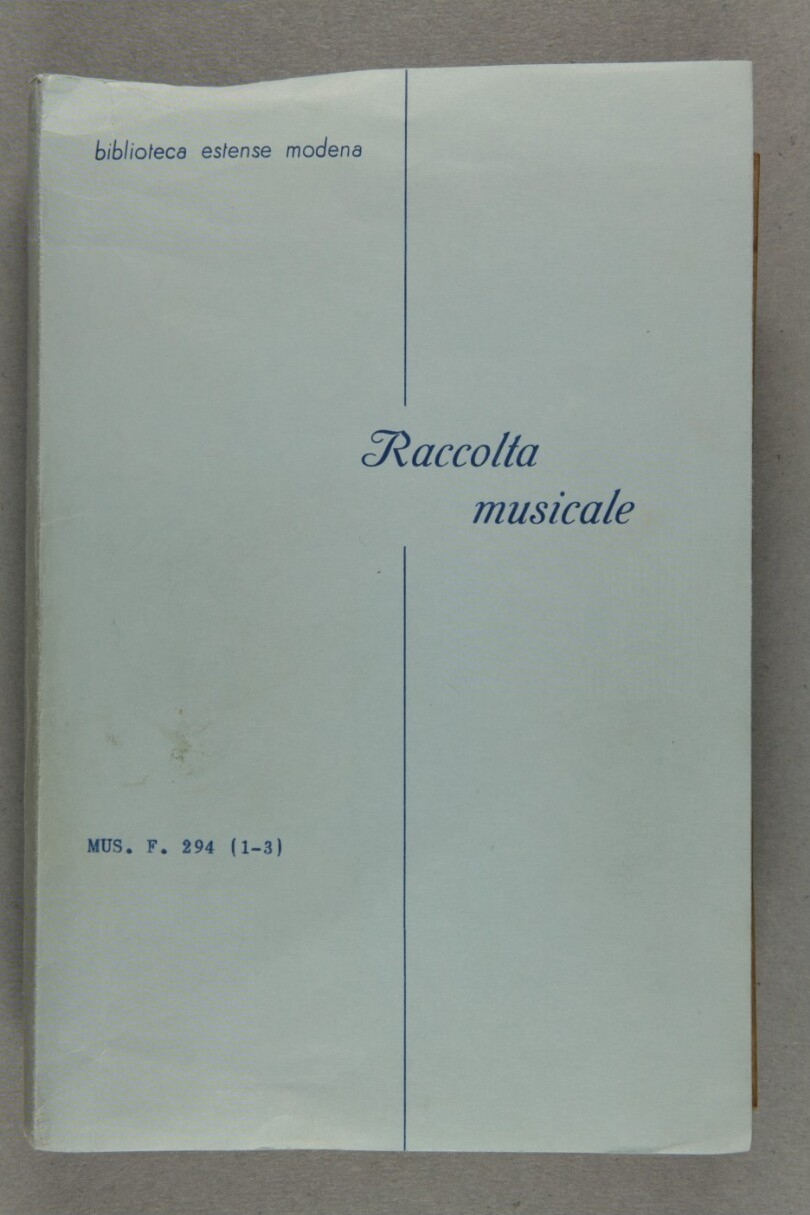 biblioteca estense modena
Raccolta
musicale
MUS. F. 294 (1-3)